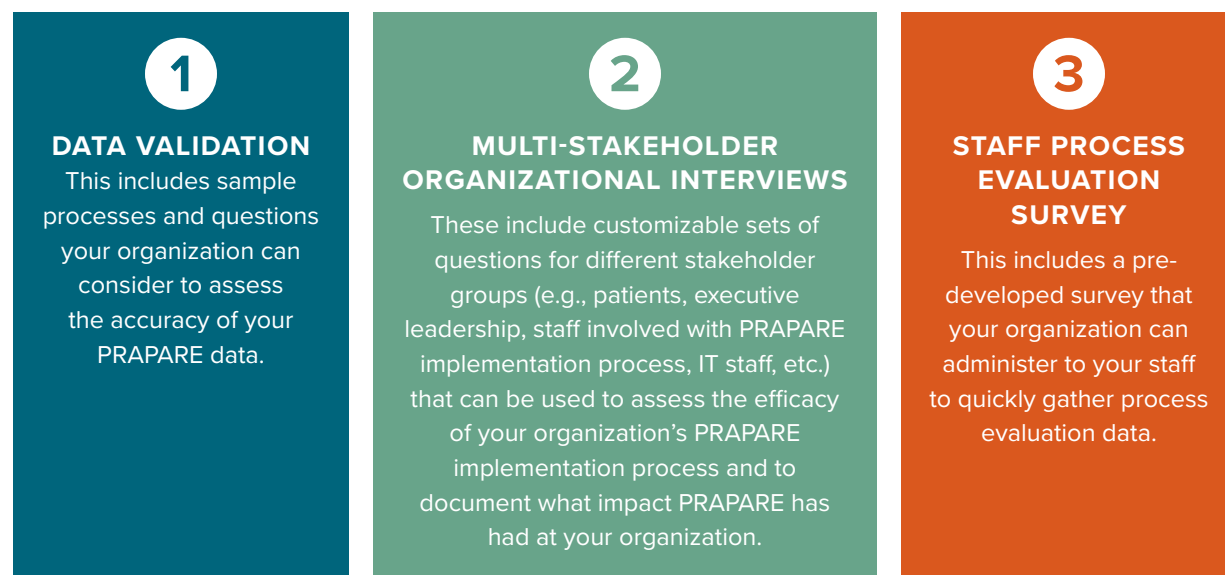 1
DATA VALIDATION
This includes sample
processes and questions
your organization can
consider to assess
the accuracy of your
PRAPARE data.
2
MULTI-STAKEHOLDER
ORGANIZATIONAL INTERVIEWS
These include customizable sets of
questions for different stakeholder
groups (e.g., patients, executive
leadership, staff involved with PRAPARE
implementation process, IT staff, etc.)
that can be used to assess the efficacy
of your organization’s PRAPARE
implementation process and to
document what impact PRAPARE has
had at your organization.
3
STAFF PROCESS
EVALUATION
SURVEY
This includes a pre-
developed survey that
your organization can
administer to your staff
to quickly gather process
evaluation data.